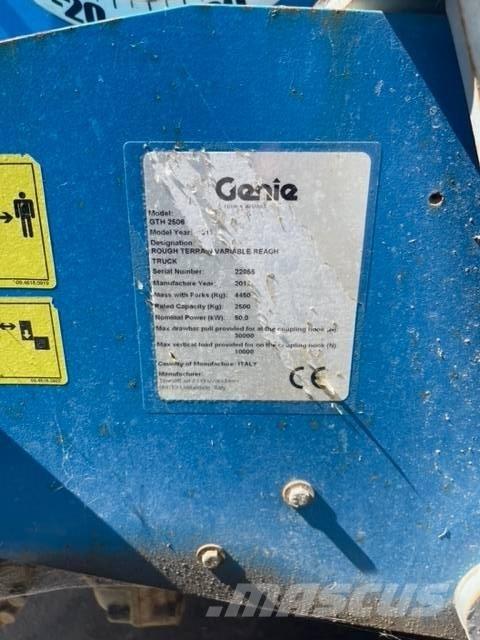 20
Genie
Model:
GTH 2506
Model Year:
Designation:
ROUGH TERRAIN VARIABLE REACH
TRUCK
Serial Number: 22055
Manufacture Year:
Mass with Forks (Kg): 4450
Rated Capacity (Kg) 2500
Nominal Power (kW): 50.0
Max drawbar pull provided for at the coupling hook (N)
30000
Max vertical load provided for on the coupling hook (N)
10000
Country of Manufacture: ITALY
Manufacturer:
CE
MASCUS